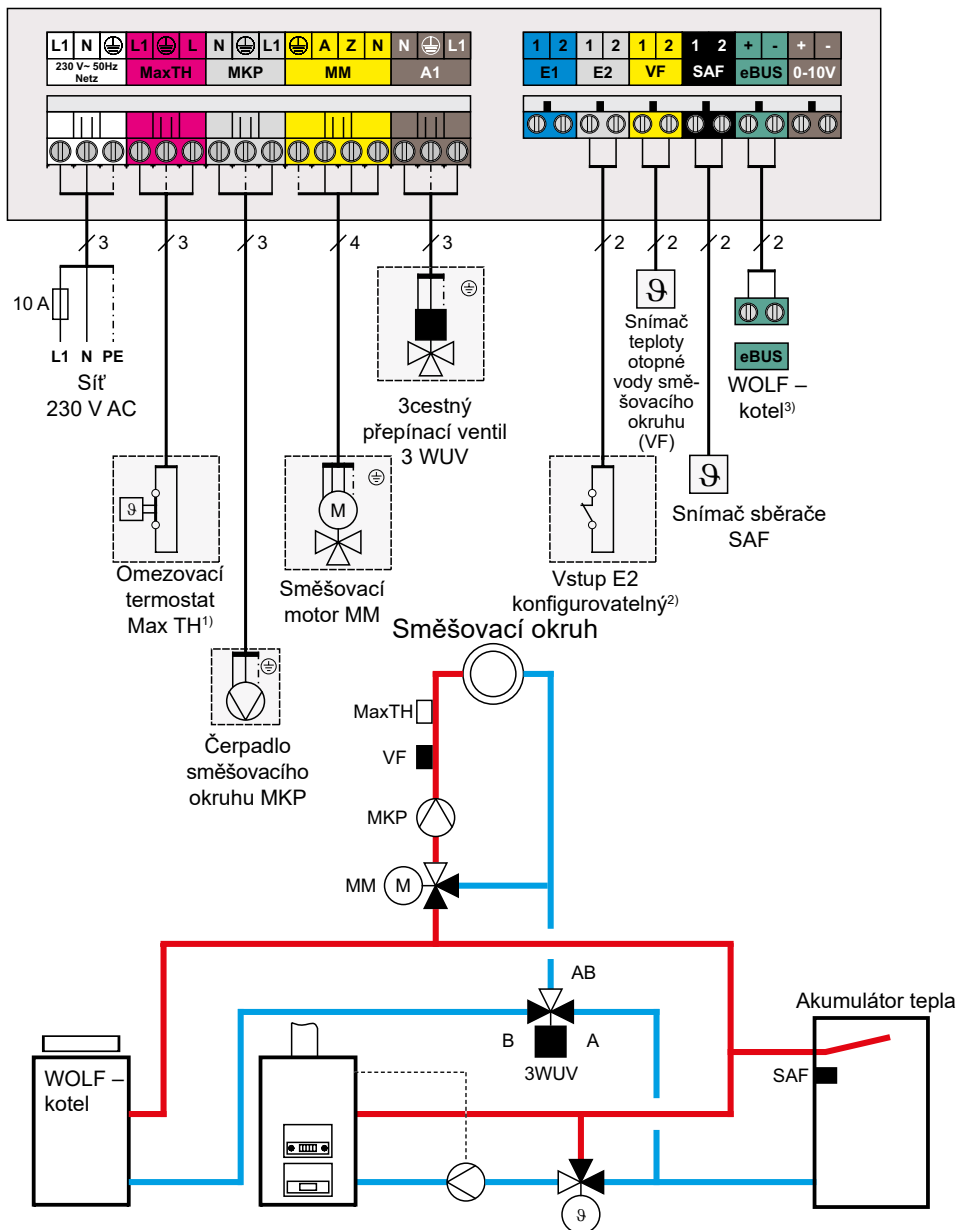 L1 N L1 L N L1 A Z N N L1
230 V~ 50Hz
Netz
MaxTH MKP MM A1
1 2 1 2 1 2 1 2 + - + -
E1 E2 VF SAF eBUS 0-10V
3 3 3 4 3 2 2 2 2
10 A
L1 N PE
Síť
230 V AC
3cestný
přepínací ventil
3 WUV
Snímač
teploty
otopné
vody smě-
šovacího
okruhu
(VF)
eBUS
WOLF –
kotel3)
ϑ
ϑ
Snímač sběrače
SAF
ϑ
Omezovací
termostat
Max TH1)
M
Směšovací
motor MM
Vstup E2
konfigurovatelný2)
Čerpadlo
směšovacího
okruhu MKP
Směšovací okruh
MaxTH
VF
MKP
MM M
AB
B A
3WUV
Akumulátor tepla
SAF
WOLF –
kotel
ϑ